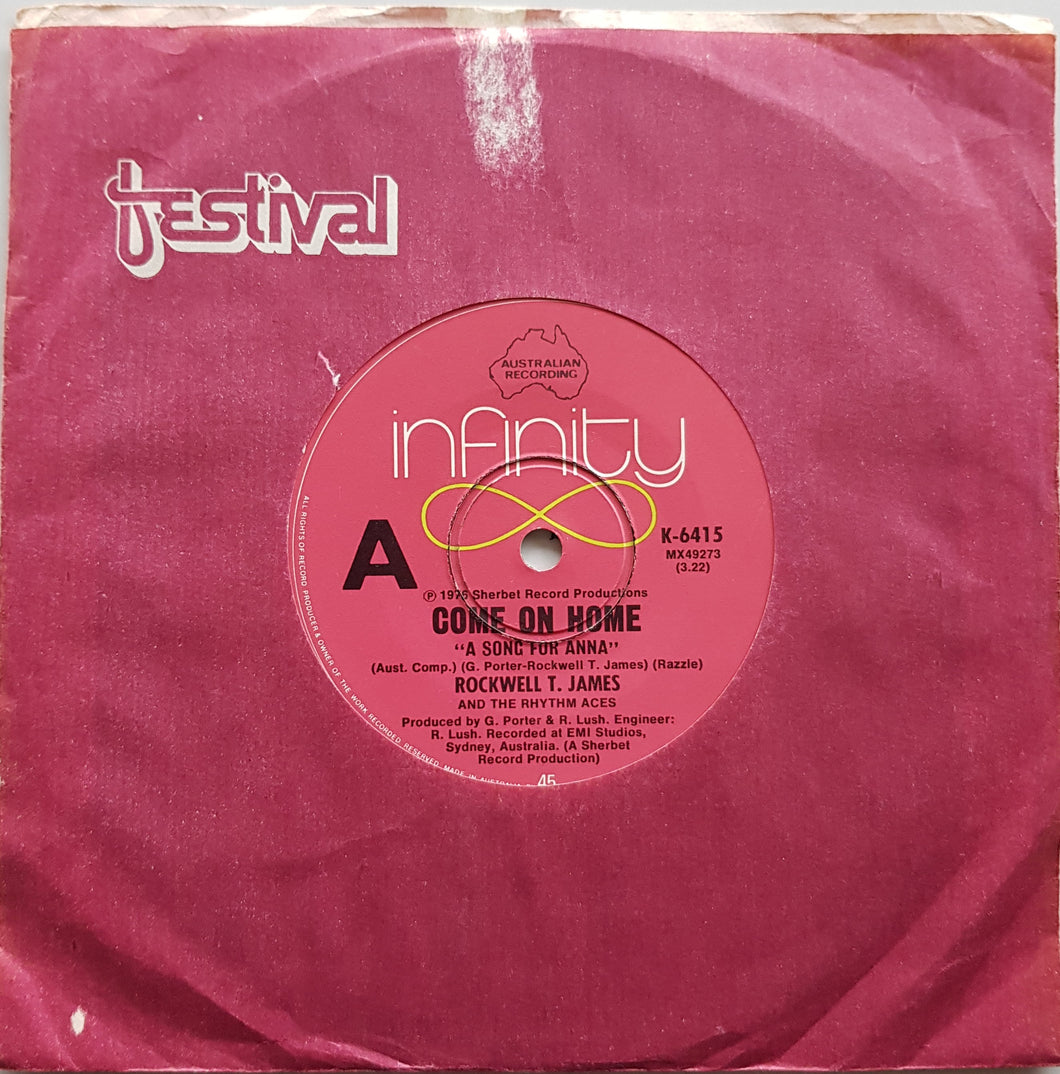 festival
AUSTRALIAN
RECORDING
infinity
A
K-6415
MX49273
(3.22)
℗ 1975 Sherbet Record Productions
COME ON HOME
"A SONG FOR ANNA"
(Aust. Comp.) (G. Porter-Rockwell T. James) (Razzle)
ROCKWELL T. JAMES
AND THE RHYTHM ACES
Produced by G. Porter & R. Lush. Engineer:
R. Lush. Recorded at EMI Studios,
Sydney, Australia. (A Sherbet
Record Production)
ALL RIGHTS OF RECORD PRODUCER & OWNER OF THE WORK RECORDED RESERVED. MADE IN AUSTRALIA
45